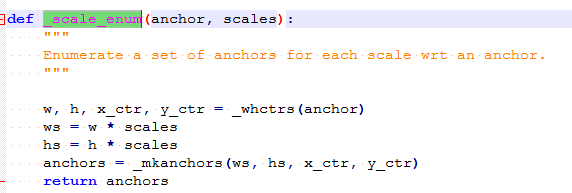 def _scale_enum(anchor, scales):
    """
    Enumerate a set of anchors for each scale wrt an anchor.
    """

    w, h, x_ctr, y_ctr = _whctrs(anchor)
    ws = w * scales
    hs = h * scales
    anchors = _mkanchors(ws, hs, x_ctr, y_ctr)
    return anchors